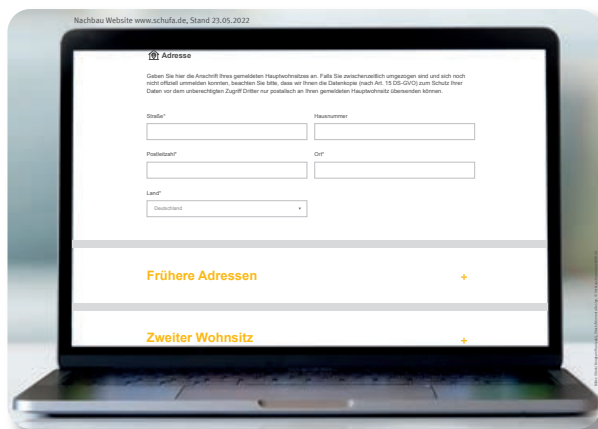 Nachbau Website www.schufa.de, Stand 23.05.2022
Adresse
Geben Sie hier die Anschrift Ihres gemeldeten Hauptwohnsitzes an. Falls Sie zwischenzeitlich umgezogen sind und sich noch
nicht offiziell ummelden konnten, beachten Sie bitte, dass wir Ihnen die Datenkopie (nach Art. 15 DS-GVO) zum Schutz Ihrer
Daten vor dem unberechtigten Zugriff Dritter nur postalisch an Ihren gemeldeten Hauptwohnsitz übersenden können.
Straße* Hausnummer
Postleitzahl* Ort*
Land*
Deutschland
Frühere Adressen +
Zweiter Wohnsitz +